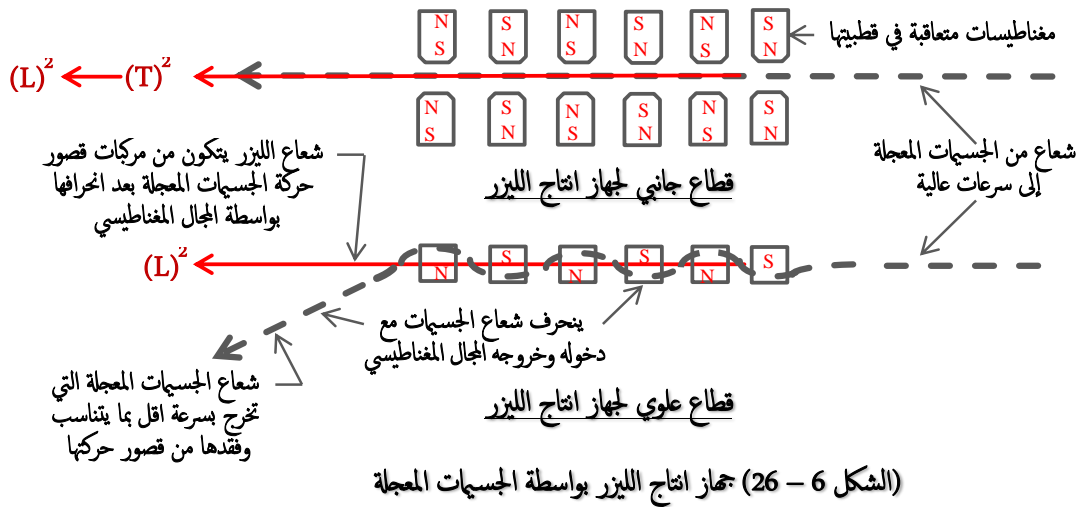 N S N S N S
S N S N S N
مغناطيسات متعاقبة في قطبيتها
(L)² ← (T)²
N S N S N S
S N S N S N
شعاع من الجسيمات المعجلة
إلى سرعات عالية
شعاع الليزر يتكون من مركبات قصور
حركة الجسيمات المعجلة بعد انحرافها
بواسطة المجال المغناطيسي
قطاع جانبي لجهاز انتاج الليزر
(L)²
N S N S N S
ينحرف شعاع الجسيمات مع
دخوله وخروجه المجال المغناطيسي
شعاع الجسيمات المعجلة التي
تخرج بسرعة اقل بما يتناسب
وفقدها من قصور حركتها
قطاع علوي لجهاز انتاج الليزر
(الشكل 6 – 26) جهاز انتاج الليزر بواسطة الجسيمات المعجلة